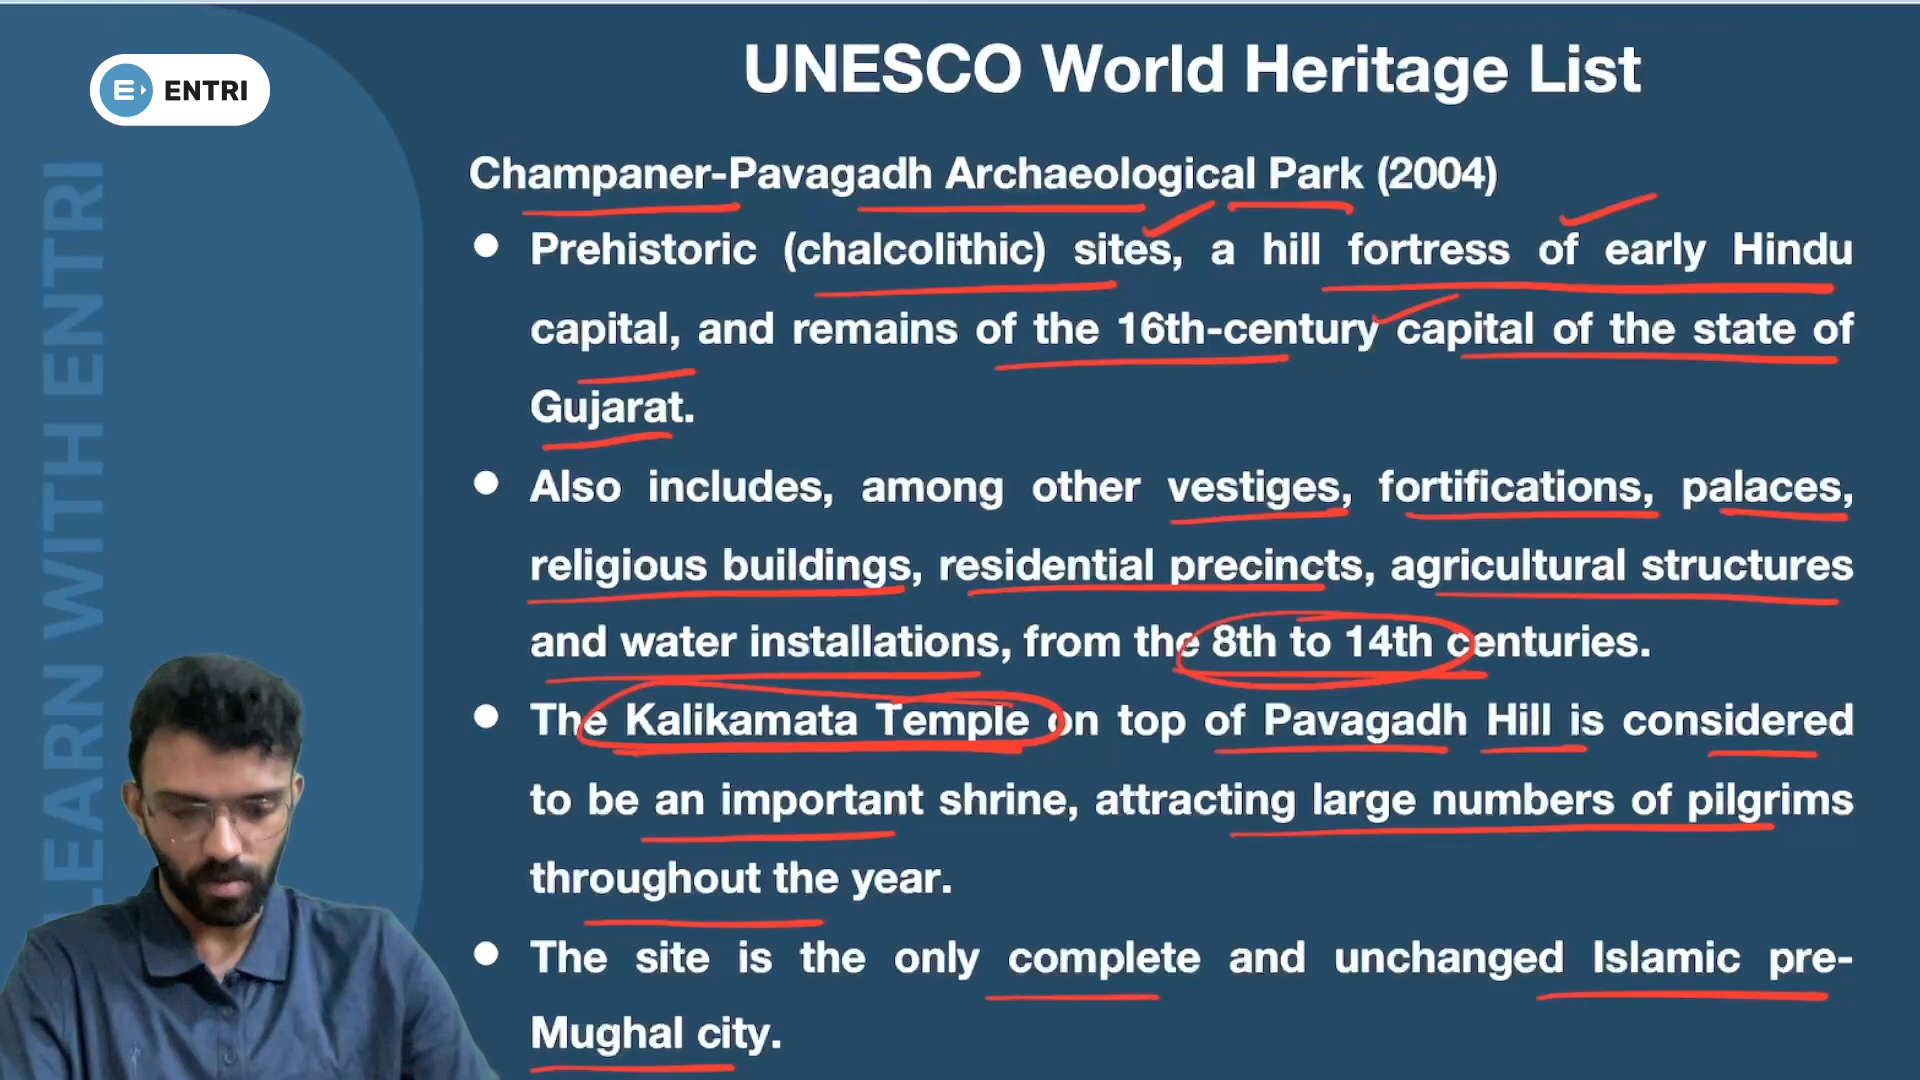 ENTRI
LEARN WITH ENTRI
UNESCO World Heritage List
Champaner-Pavagadh Archaeological Park (2004)
● Prehistoric (chalcolithic) sites, a hill fortress of early Hindu
capital, and remains of the 16th-century capital of the state of
Gujarat.
● Also includes, among other vestiges, fortifications, palaces,
religious buildings, residential precincts, agricultural structures
and water installations, from the 8th to 14th centuries.
● The Kalikamata Temple on top of Pavagadh Hill is considered
to be an important shrine, attracting large numbers of pilgrims
throughout the year.
● The site is the only complete and unchanged Islamic pre-
Mughal city.